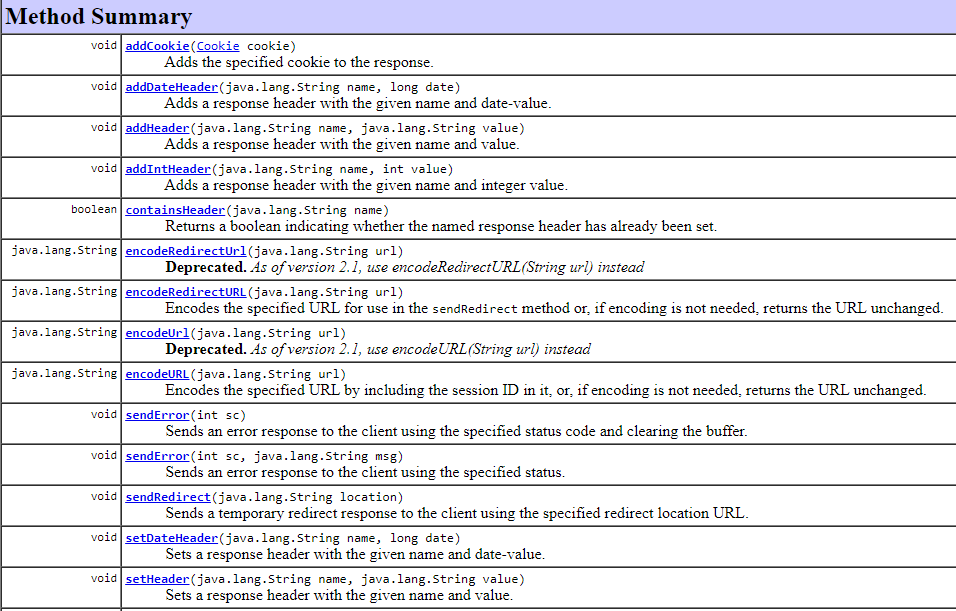 Method Summary
void addCookie(Cookie cookie)
Adds the specified cookie to the response.
void addDateHeader(java.lang.String name, long date)
Adds a response header with the given name and date-value.
void addHeader(java.lang.String name, java.lang.String value)
Adds a response header with the given name and value.
void addIntHeader(java.lang.String name, int value)
Adds a response header with the given name and integer value.
boolean containsHeader(java.lang.String name)
Returns a boolean indicating whether the named response header has already been set.
java.lang.String encodeRedirectUrl(java.lang.String url)
Deprecated. As of version 2.1, use encodeRedirectURL(String url) instead
java.lang.String encodeRedirectURL(java.lang.String url)
Encodes the specified URL for use in the sendRedirect method or, if encoding is not needed, returns the URL unchanged.
java.lang.String encodeUrl(java.lang.String url)
Deprecated. As of version 2.1, use encodeURL(String url) instead
java.lang.String encodeURL(java.lang.String url)
Encodes the specified URL by including the session ID in it, or, if encoding is not needed, returns the URL unchanged.
void sendError(int sc)
Sends an error response to the client using the specified status code and clearing the buffer.
void sendError(int sc, java.lang.String msg)
Sends an error response to the client using the specified status.
void sendRedirect(java.lang.String location)
Sends a temporary redirect response to the client using the specified redirect location URL.
void setDateHeader(java.lang.String name, long date)
Sets a response header with the given name and date-value.
void setHeader(java.lang.String name, java.lang.String value)
Sets a response header with the given name and value.